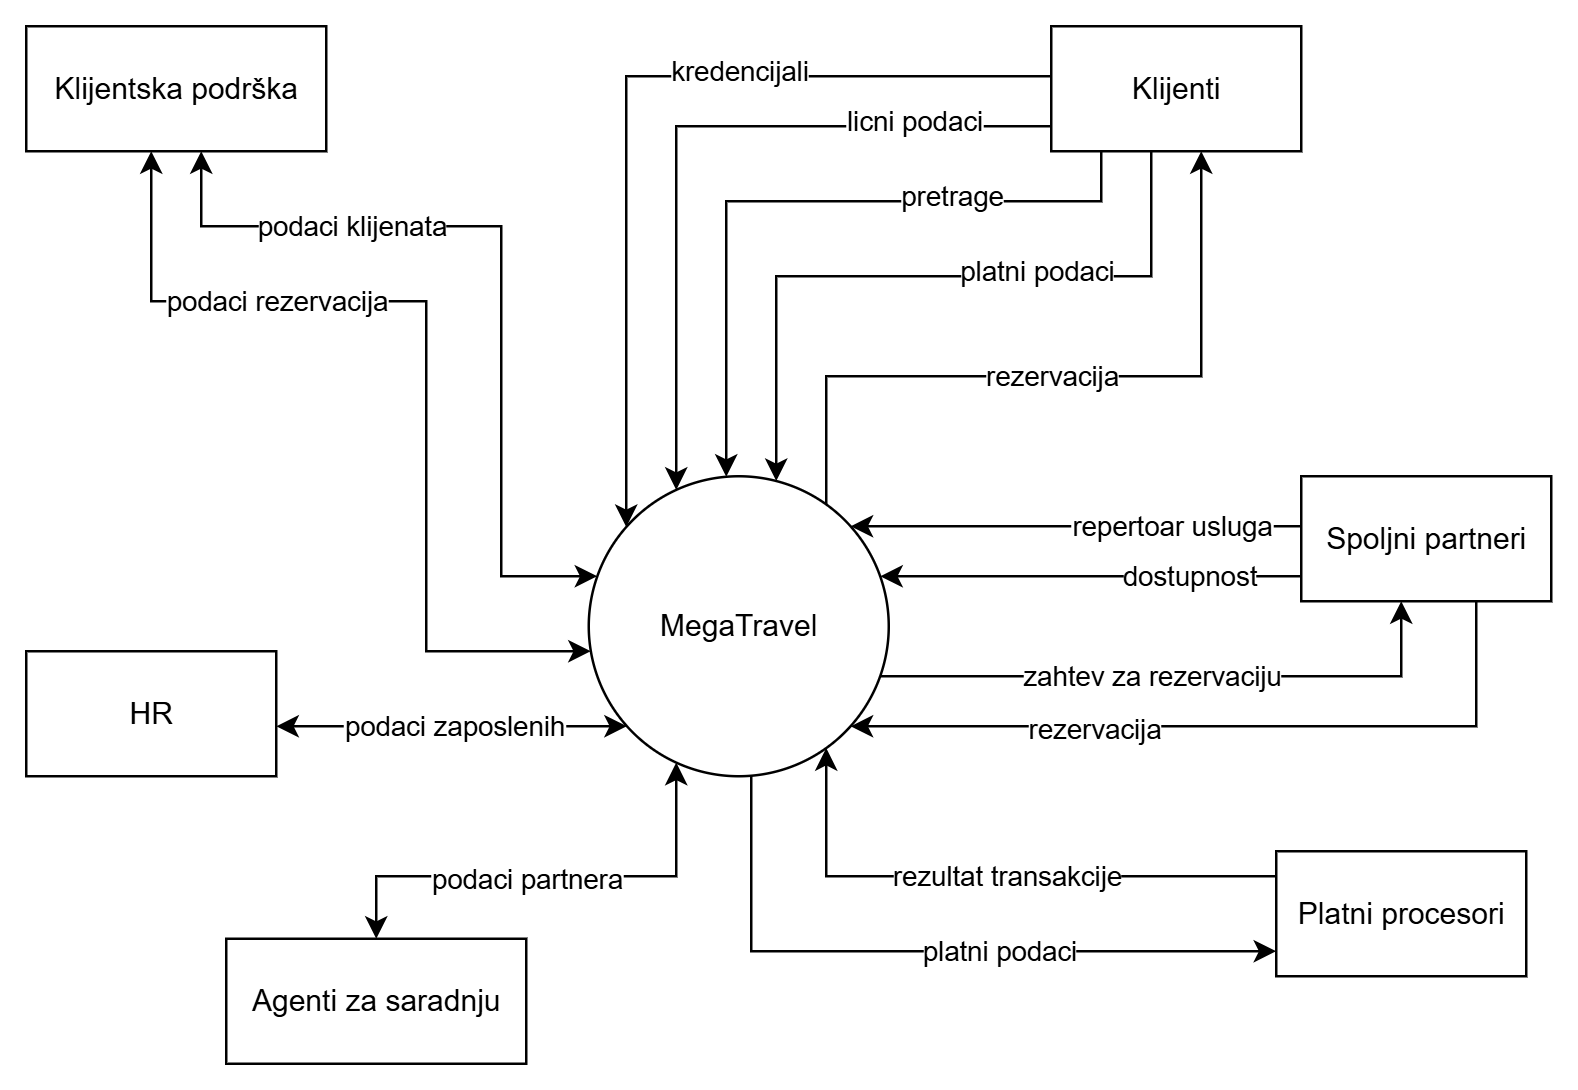 Klijentska podrška
Klijenti
kredencijali
licni podaci
pretrage
podaci klijenata
platni podaci
podaci rezervacija
rezervacija
repertoar usluga
Spoljni partneri
dostupnost
MegaTravel
zahtev za rezervaciju
HR
podaci zaposlenih
rezervacija
podaci partnera
rezultat transakcije
Platni procesori
platni podaci
Agenti za saradnju